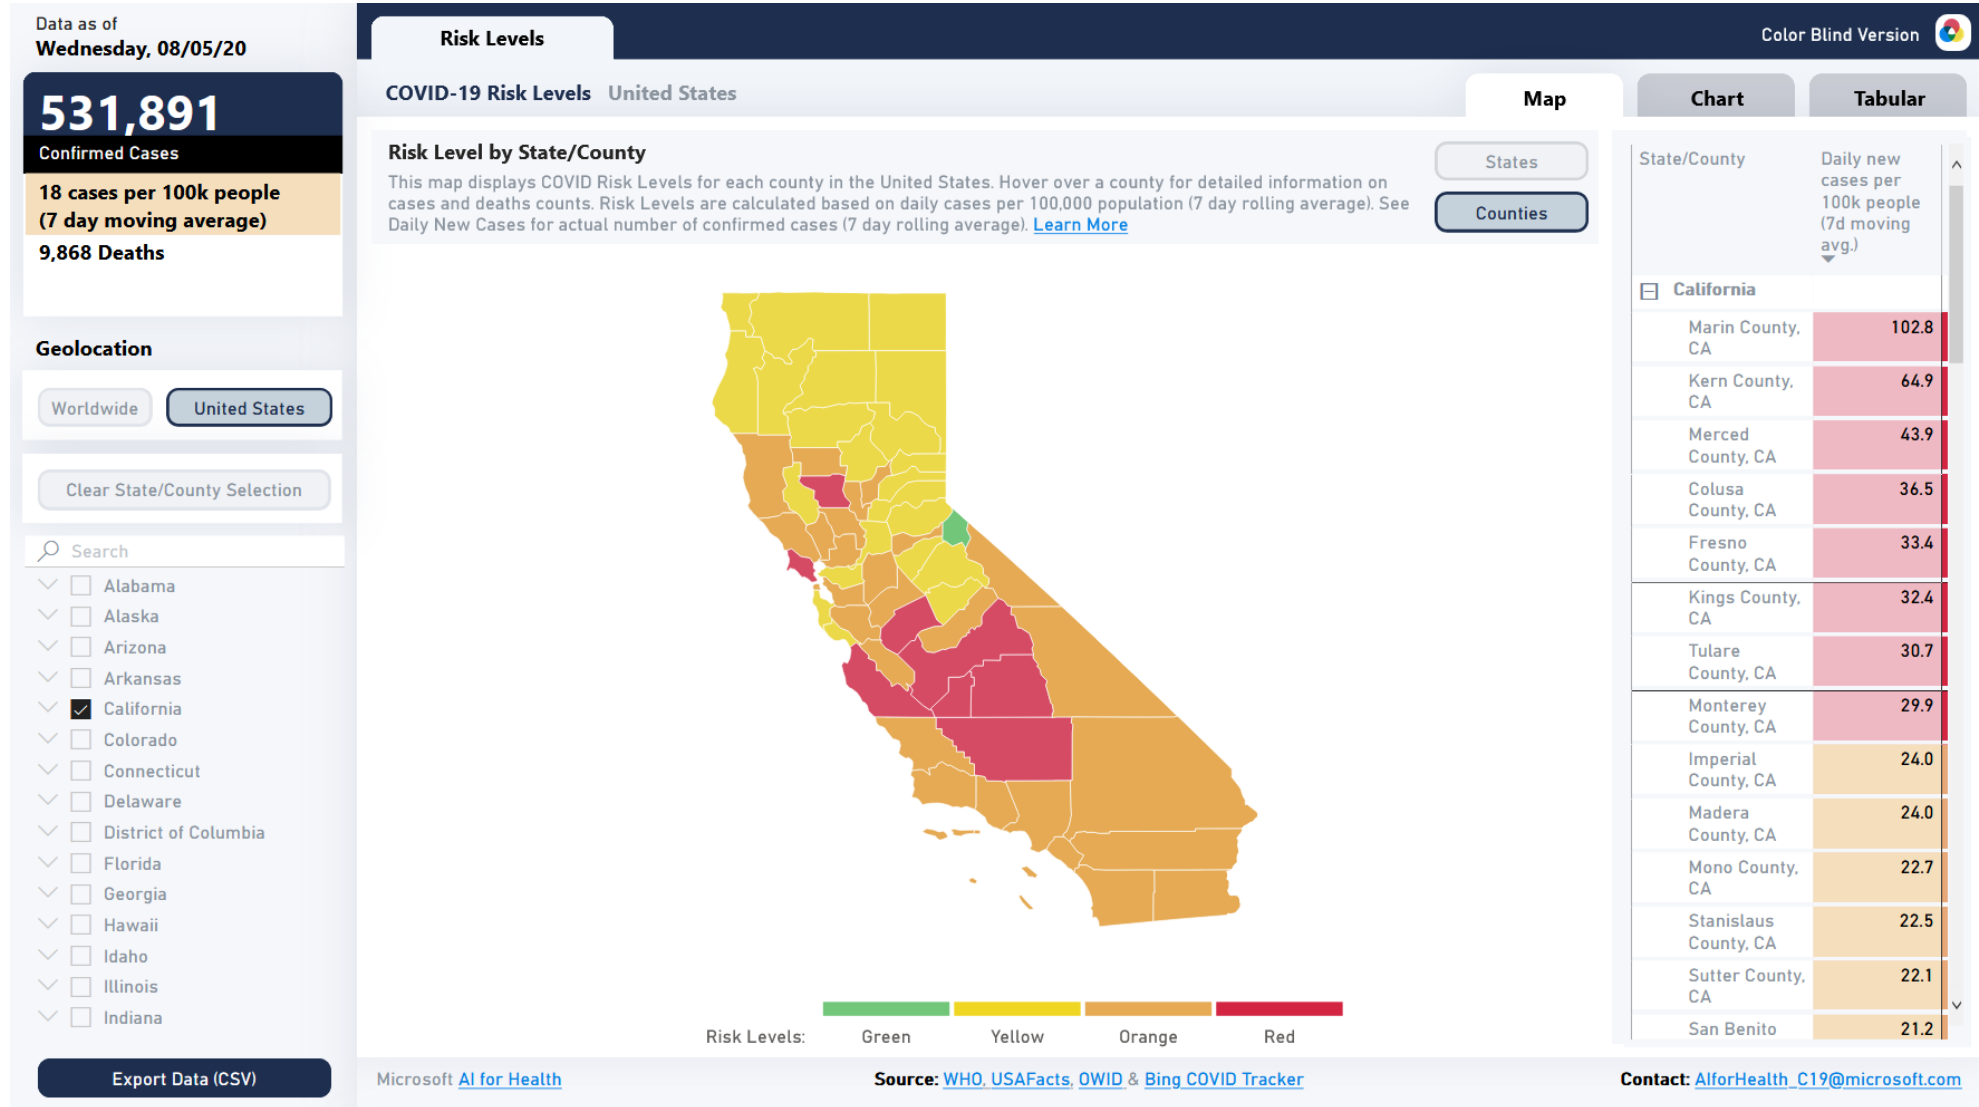 Data as of
Wednesday, 08/05/20
531,891
Confirmed Cases
18 cases per 100k people
(7 day moving average)
9,868 Deaths
Geolocation
Worldwide
United States
Clear State/County Selection
Search
Alabama
Alaska
Arizona
Arkansas
California
Colorado
Connecticut
Delaware
District of Columbia
Florida
Georgia
Hawaii
Idaho
Illinois
Indiana
Export Data (CSV)
Risk Levels
Color Blind Version
COVID-19 Risk Levels United States
Map
Chart
Tabular
Risk Level by State/County
This map displays COVID Risk Levels for each county in the United States. Hover over a county for detailed information on
cases and deaths counts. Risk Levels are calculated based on daily cases per 100,000 population (7 day rolling average). See
Daily New Cases for actual number of confirmed cases (7 day rolling average). Learn More
States
Counties
Risk Levels:
Green
Yellow
Orange
Red
State/County
Daily new
cases per
100k people
(7d moving
avg.)
California
Marin County, 102.8
CA
Kern County, 64.9
CA
Merced 43.9
County, CA
Colusa 36.5
County, CA
Fresno 33.4
County, CA
Kings County, 32.4
CA
Tulare 30.7
County, CA
Monterey 29.9
County, CA
Imperial 24.0
County, CA
Madera 24.0
County, CA
Mono County, 22.7
CA
Stanislaus 22.5
County, CA
Sutter County, 22.1
CA
San Benito 21.2
Microsoft AI for Health
Source: WHO, USAFacts, OWID & Bing COVID Tracker
Contact: AIforHealth_C19@microsoft.com